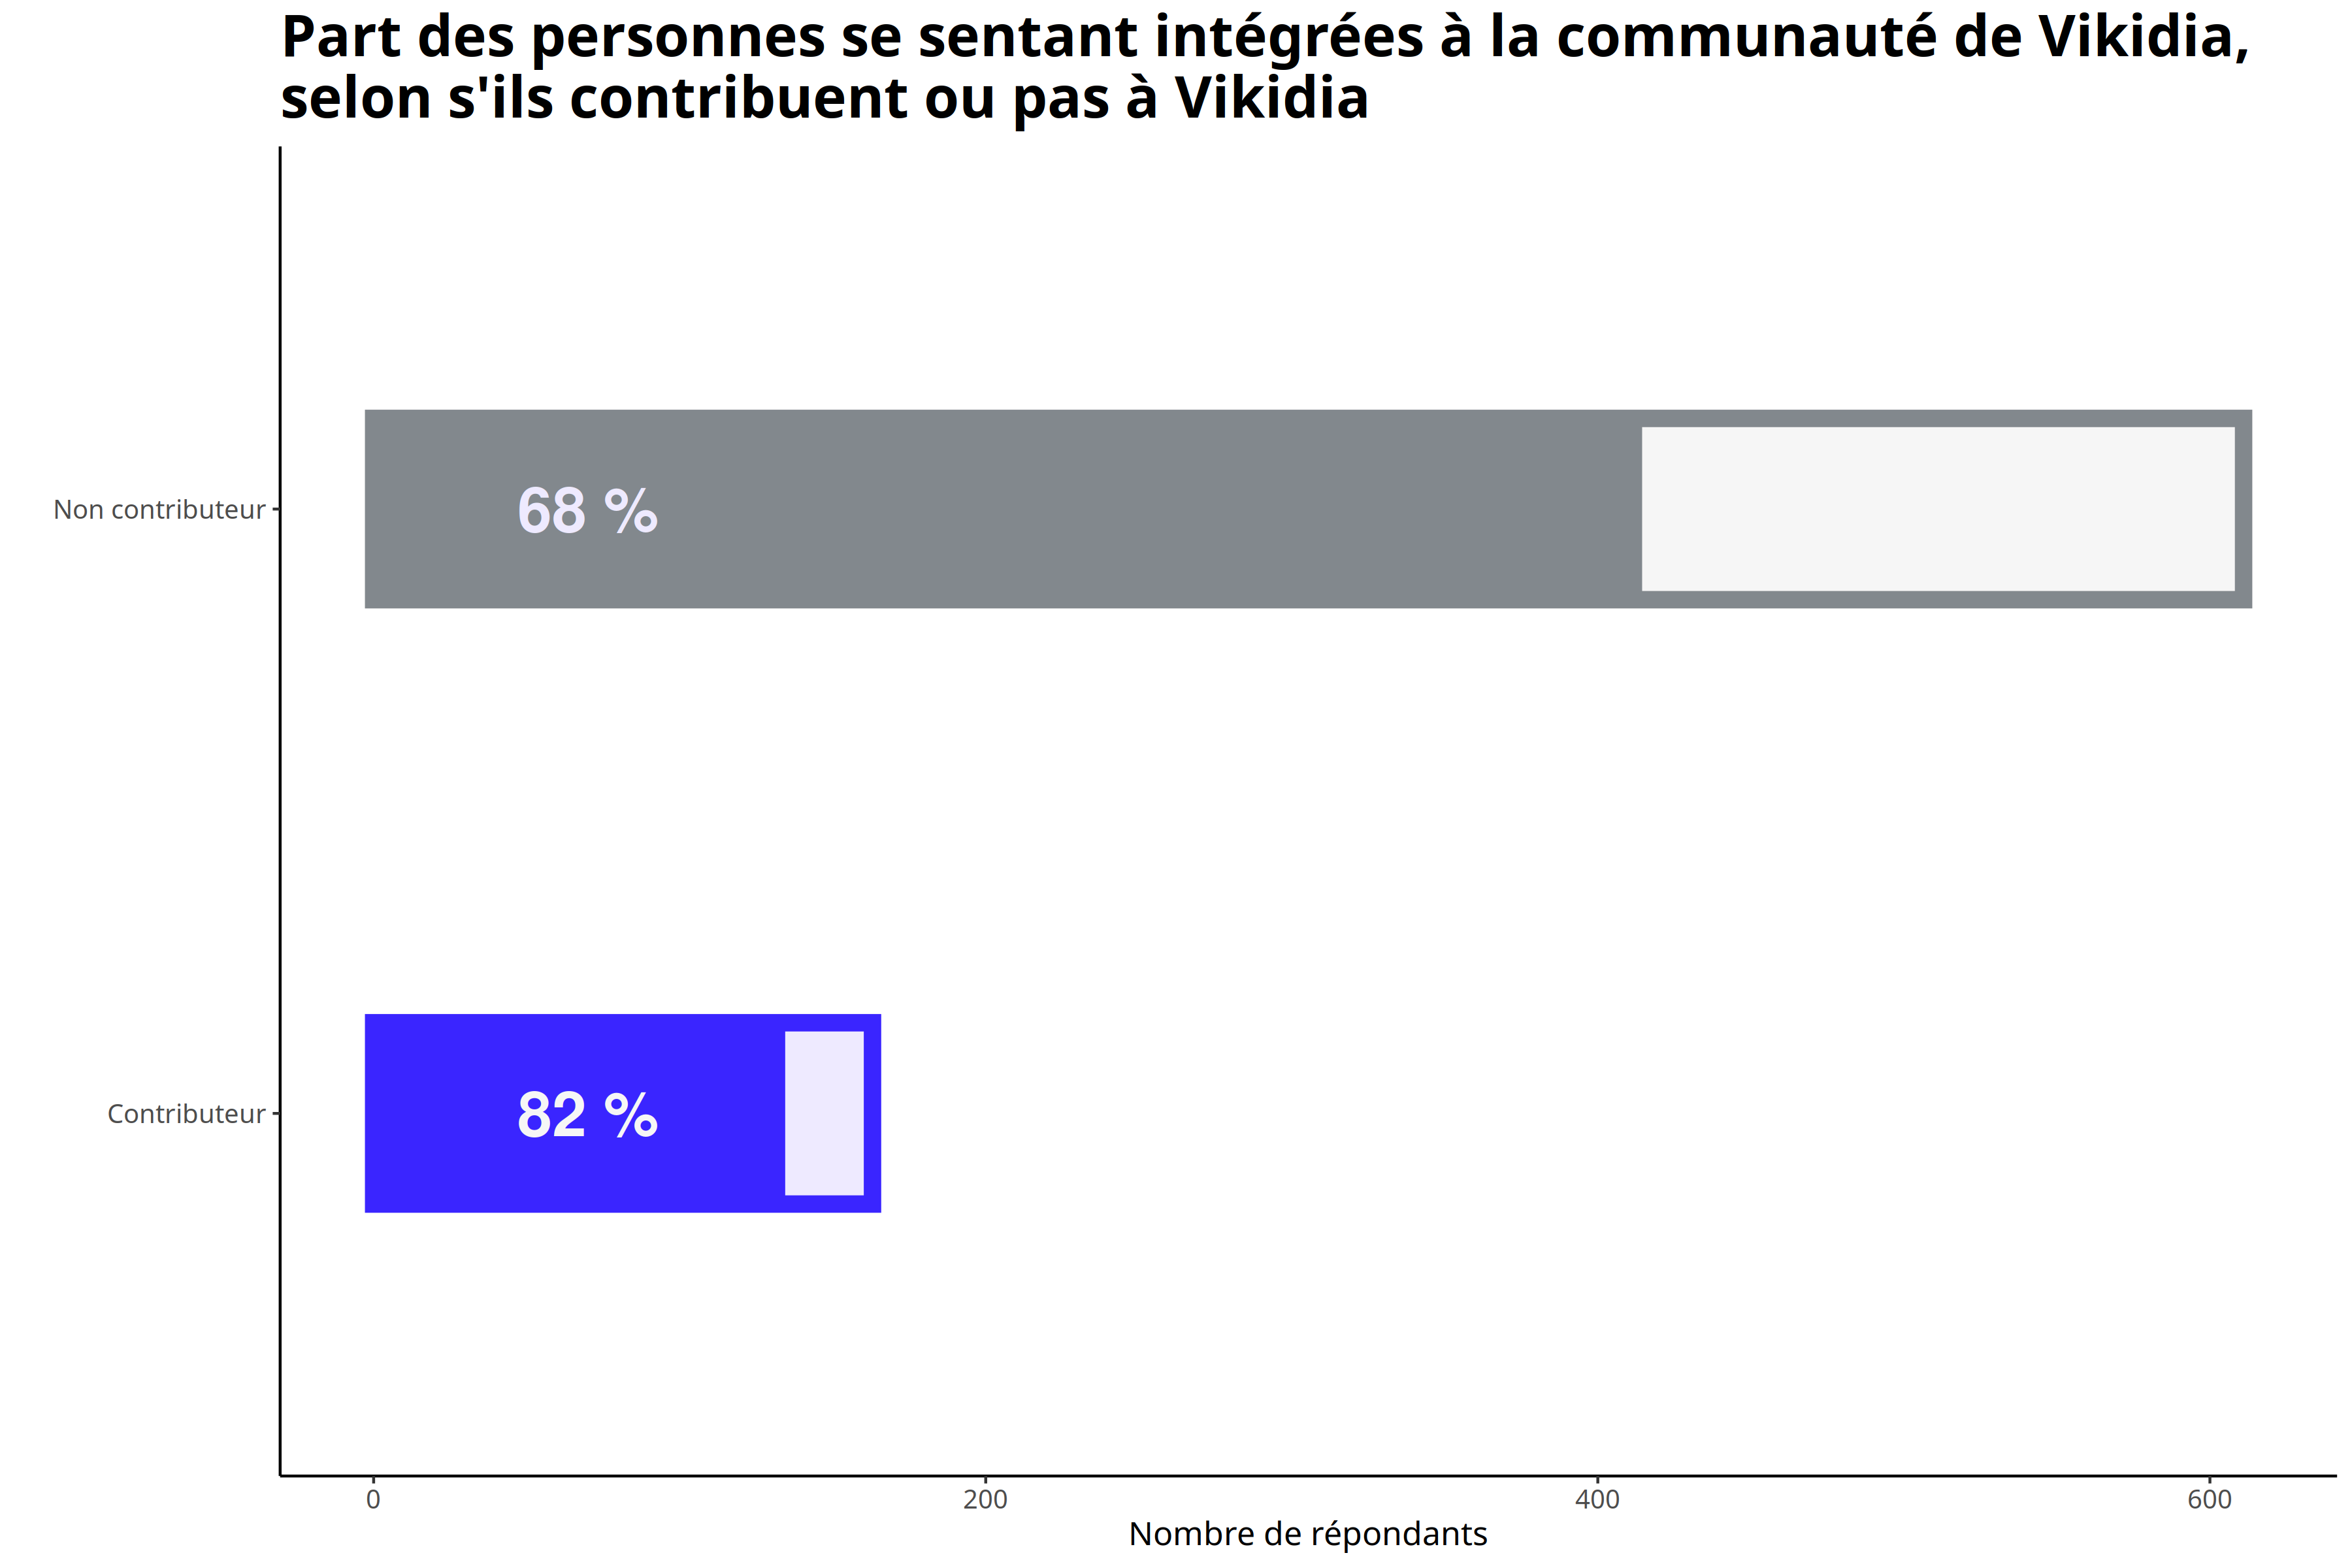 Part des personnes se sentant intégrées à la communauté de Vikidia,
selon s'ils contribuent ou pas à Vikidia
Non contributeur
68 %
Contributeur
82 %
0 200 400 600
Nombre de répondants